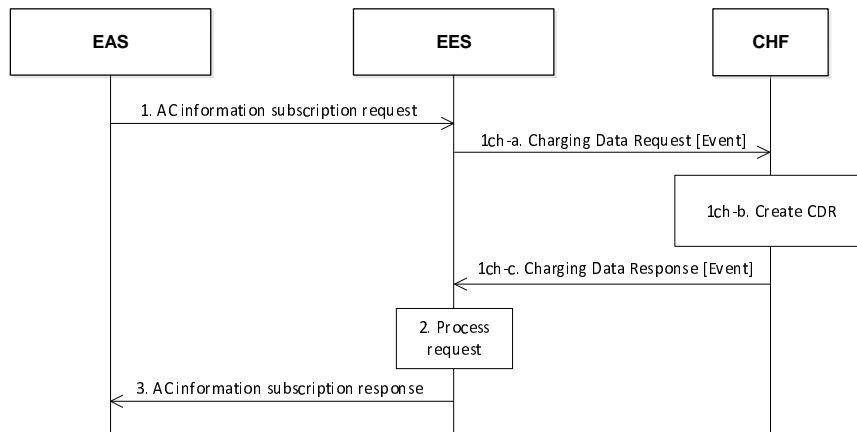 EAS
EES
CHF
1. AC information subscription request
1ch-a. Charging Data Request [Event]
1ch-b. Create CDR
1ch-c. Charging Data Response [Event]
2. Process
request
3. AC information subscription response